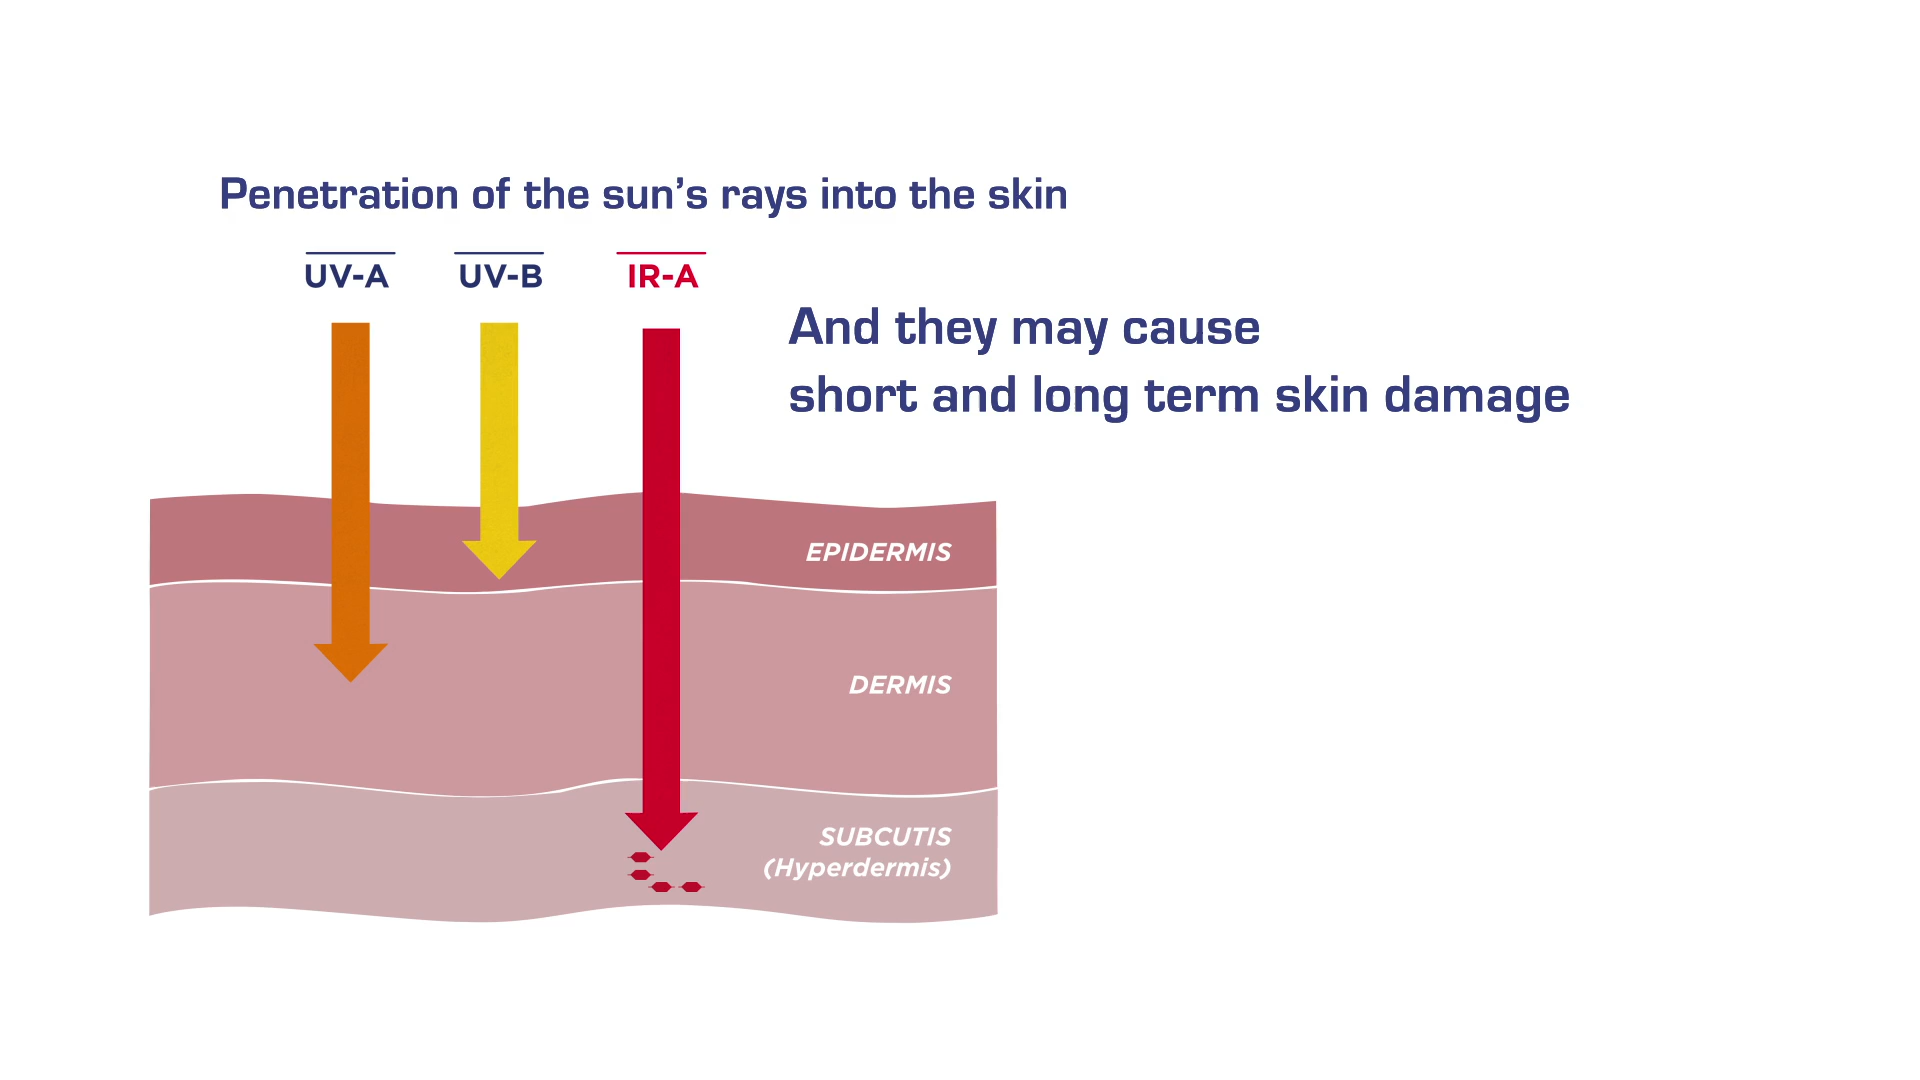 Penetration of the sun’s rays into the skin
UV-A
UV-B
IR-A
And they may cause
short and long term skin damage
EPIDERMIS
DERMIS
SUBCUTIS
(Hyperdermis)